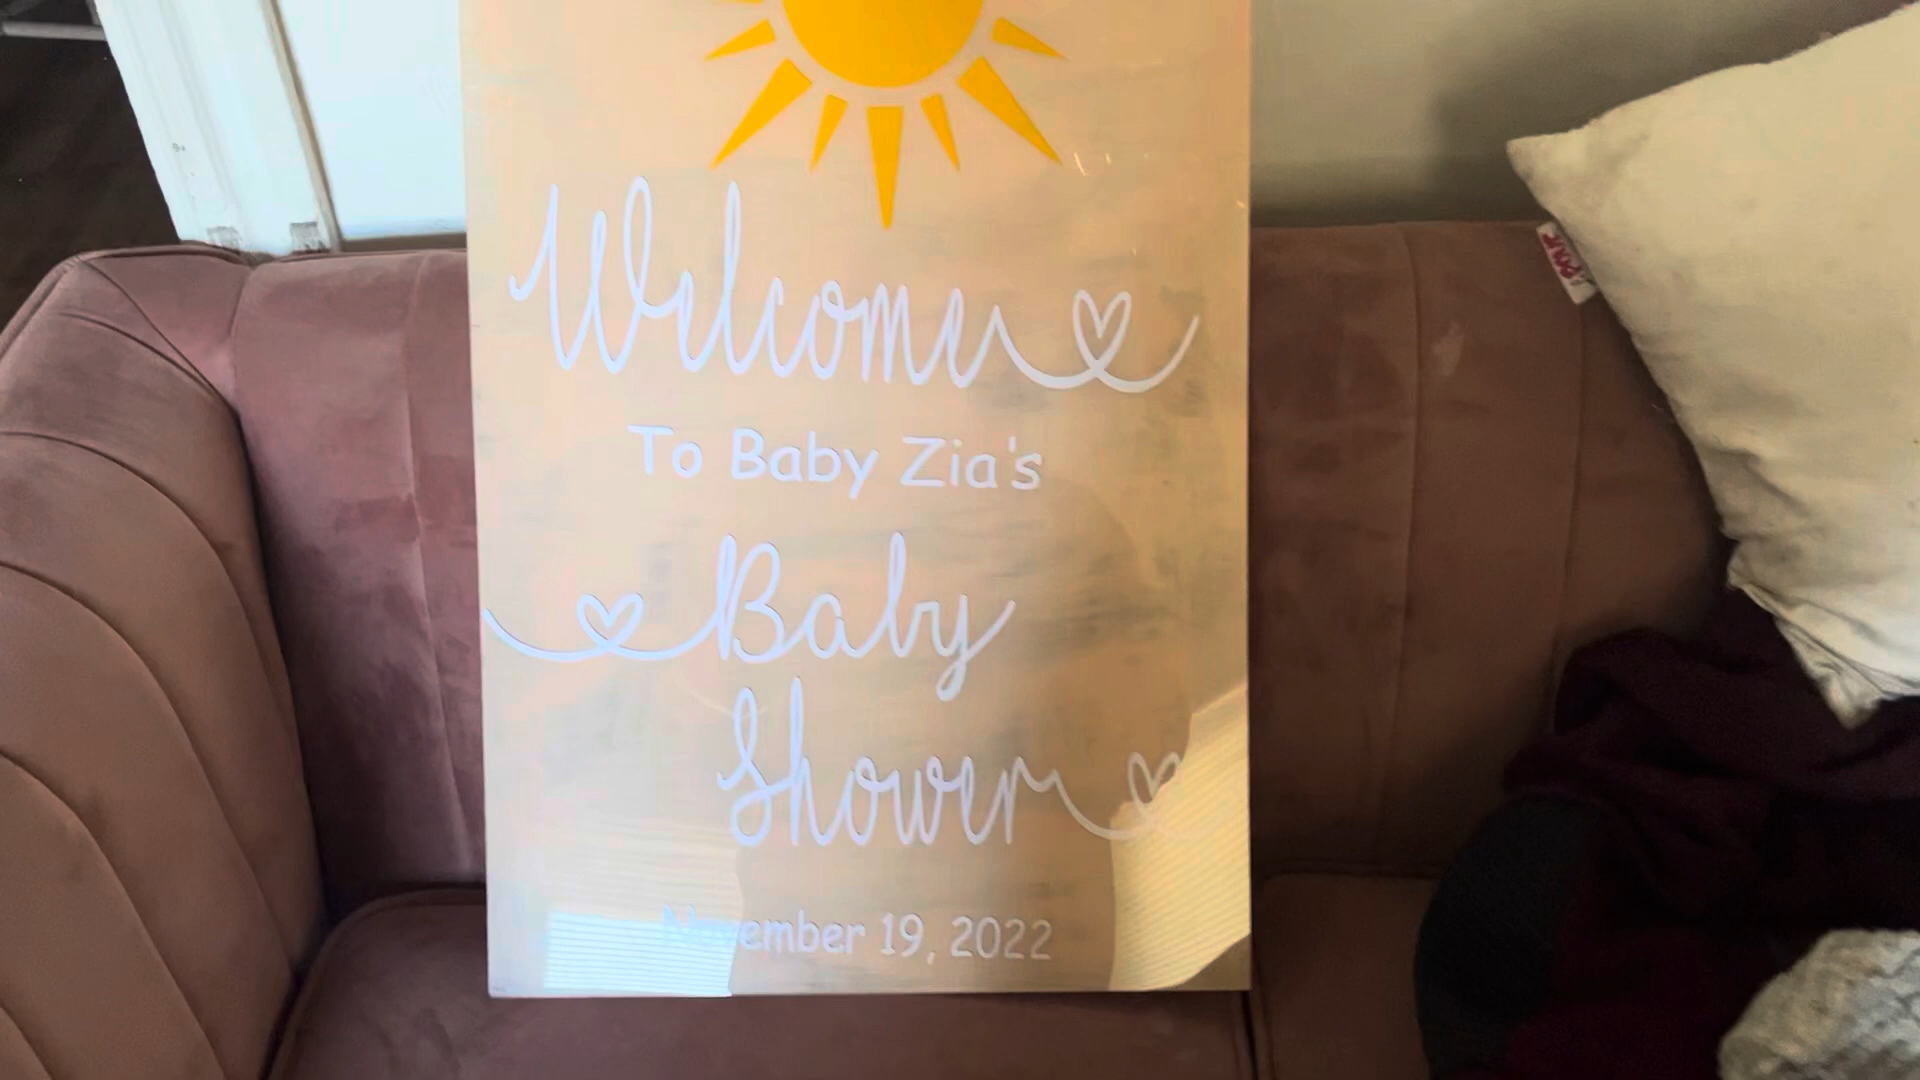 Welcome
To Baby Zia's
Baby
Shower
November 19, 2022